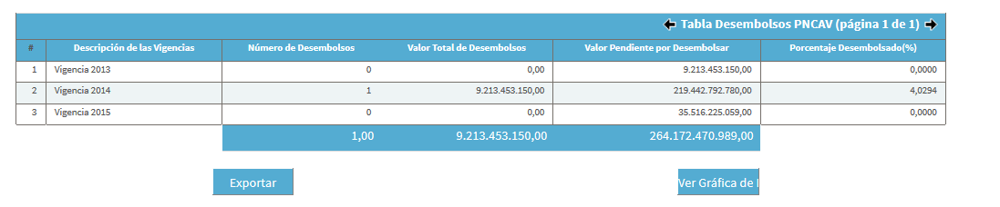 Tabla Desembolsos PNCAV (página 1 de 1)
# Descripción de las Vigencias Número de Desembolsos Valor Total de Desembolsos Valor Pendiente por Desembolsar Porcentaje Desembolsado(%)
1 Vigencia 2013 0 0,00 9.213.453.150,00 0,0000
2 Vigencia 2014 1 9.213.453.150,00 219.442.792.780,00 4,0294
3 Vigencia 2015 0 0,00 35.516.225.059,00 0,0000
1,00 9.213.453.150,00 264.172.470.989,00
Exportar Ver Gráfica de